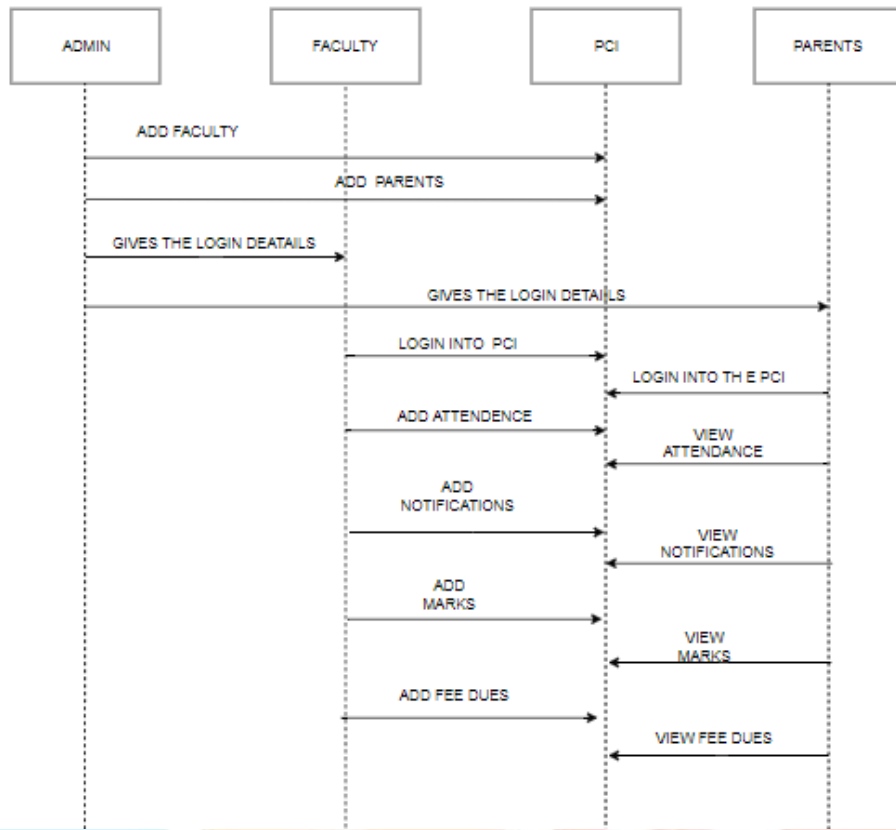 ADMIN
FACULTY
PCI
PARENTS
ADD FACULTY
ADD PARENTS
GIVES THE LOGIN DEATAILS
GIVES THE LOGIN DETAILS
LOGIN INTO PCI
LOGIN INTO TH E PCI
ADD ATTENDENCE
VIEW
ATTENDANCE
ADD
NOTIFICATIONS
VIEW
NOTIFICATIONS
ADD
MARKS
VIEW
MARKS
ADD FEE DUES
VIEW FEE DUES